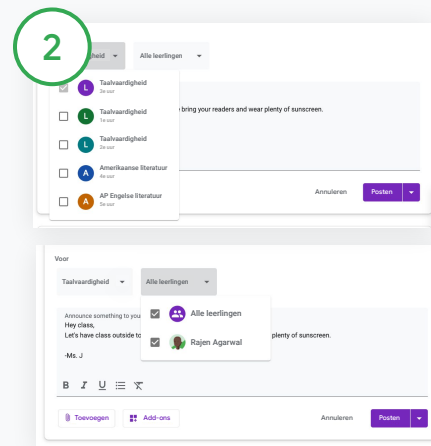 2
heid Alle leerlingen
L Taalvaardigheid
3e uur
bring your readers and wear plenty of sunscreen.
L Taalvaardigheid
1e uur
L Taalvaardigheid
2e uur
A Amerikaanse literatuur
4e uur
A AP Engelse literatuur
5e uur
Annuleren Posten
Voor
Taalvaardigheid Alle leerlingen
Announce something to you
Hey class,
Let's have class outside to plenty of sunscreen.
Alle leerlingen
Rajen Agarwal
-Ms. J
B I U
Toevoegen Add-ons Annuleren Posten